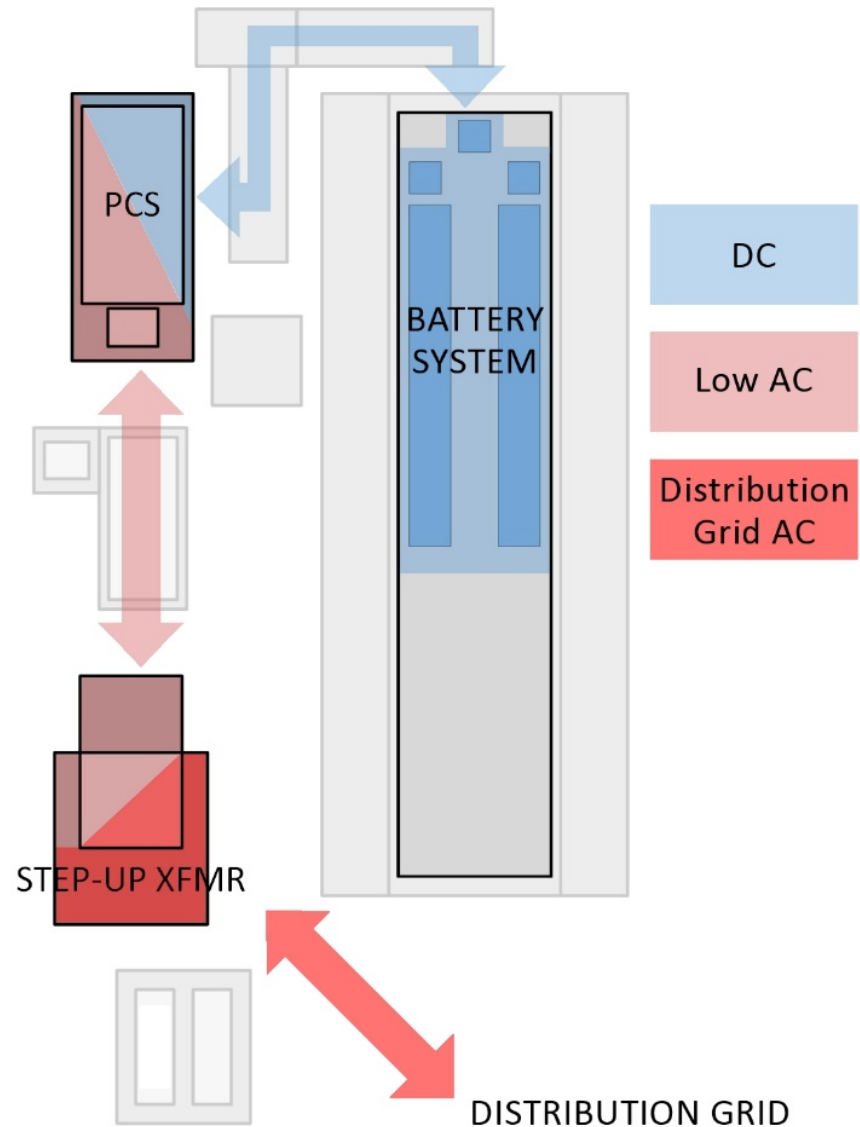 PCS
BATTERY
SYSTEM
DC
Low AC
Distribution
Grid AC
STEP-UP XFMR
DISTRIBUTION GRID